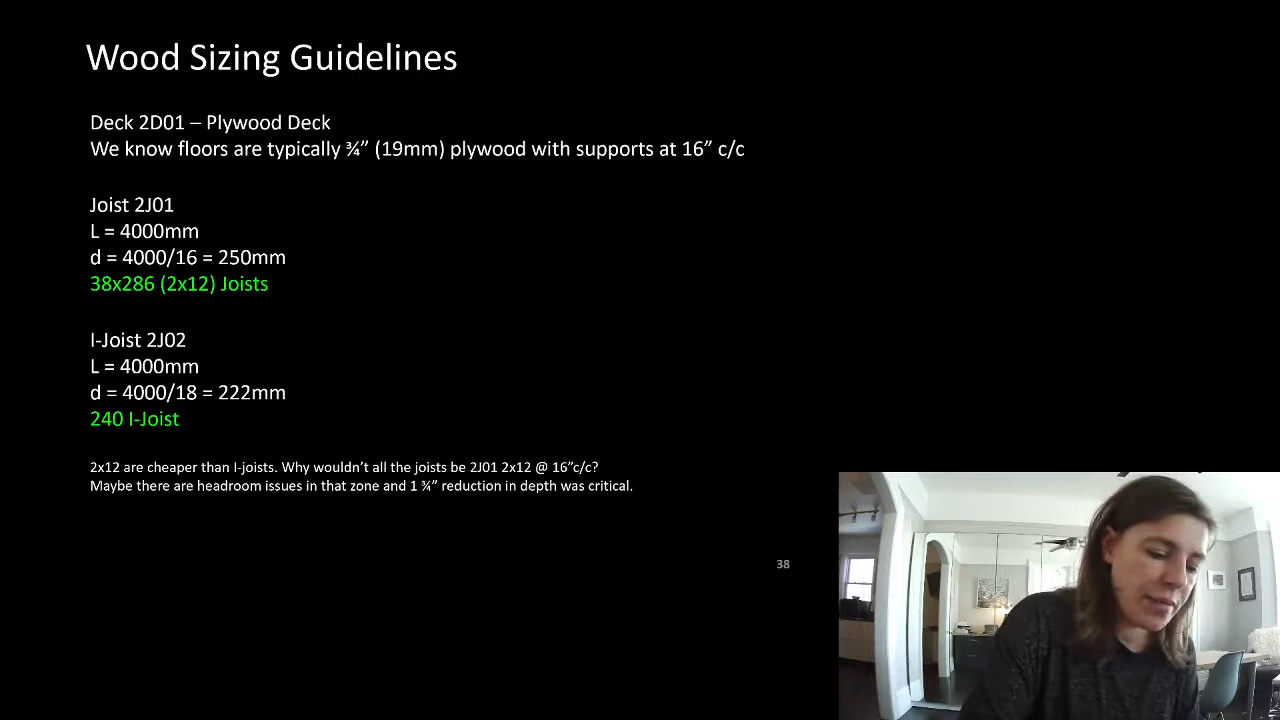 Wood Sizing Guidelines
Deck 2D01 – Plywood Deck
We know floors are typically ¾” (19mm) plywood with supports at 16” c/c
Joist 2J01
L = 4000mm
d = 4000/16 = 250mm
38x286 (2x12) Joists
I-Joist 2J02
L = 4000mm
d = 4000/18 = 222mm
240 I-Joist
2x12 are cheaper than I-joists. Why wouldn’t all the joists be 2J01 2x12 @ 16”c/c?
Maybe there are headroom issues in that zone and 1 ¾” reduction in depth was critical.
38